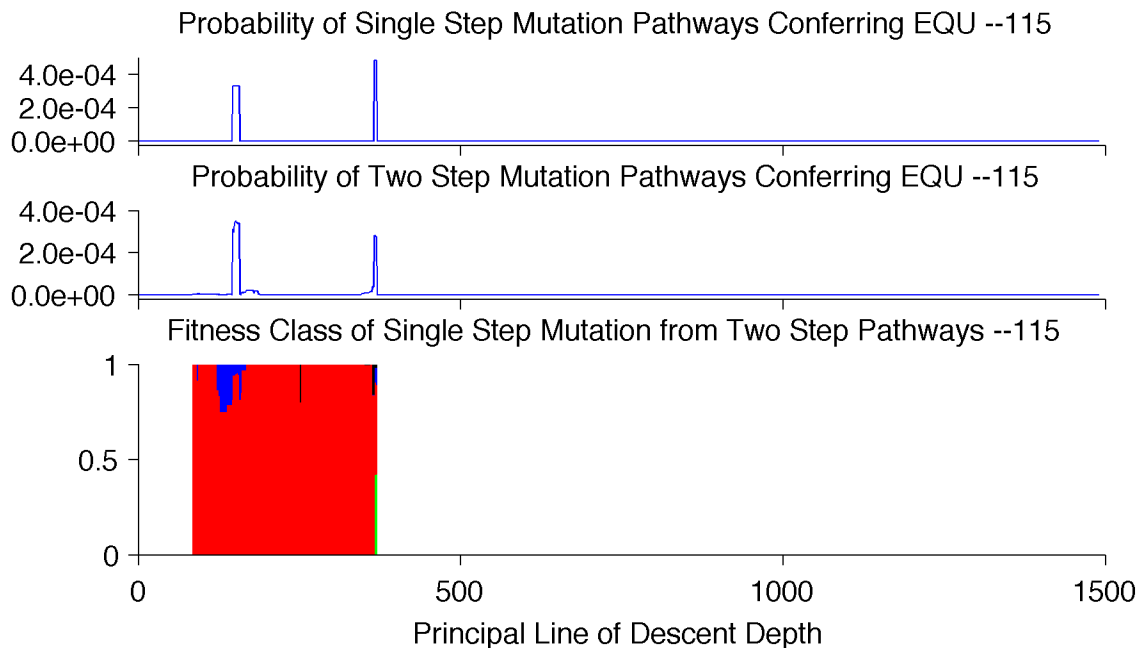 Probability of Single Step Mutation Pathways Conferring EQU --115
4.0e-04
2.0e-04
0.0e+00
500
1000
1500
Probability of Two Step Mutation Pathways Conferring EQU --115
4.0e-04
2.0e-04
0.0e+00
Fitness Class of Single Step Mutation from Two Step Pathways --115
1
0.5
0
0
500
1000
1500
Principal Line of Descent Depth